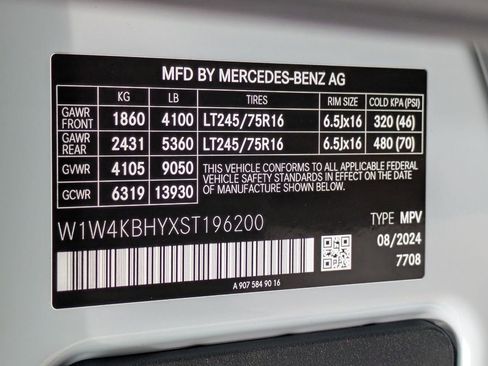 MFD BY MERCEDES-BENZ AG
KG LB TIRES RIM SIZE COLD KPA (PSI)
GAWR FRONT 1860 4100 LT245/75R16 6.5Jx16 320 (46)
GAWR REAR 2431 5360 LT245/75R16 6.5Jx16 480 (70)
GVWR 4105 9050 THIS VEHICLE CONFORMS TO ALL APPLICABLE FEDERAL
VEHICLE SAFETY STANDARDS IN EFFECT ON THE DATE
GCWR 6319 13930 OF MANUFACTURE SHOWN BELOW.
W1W4KBHYXST196200 TYPE MPV
08/2024
7708
A 907 584 90 16